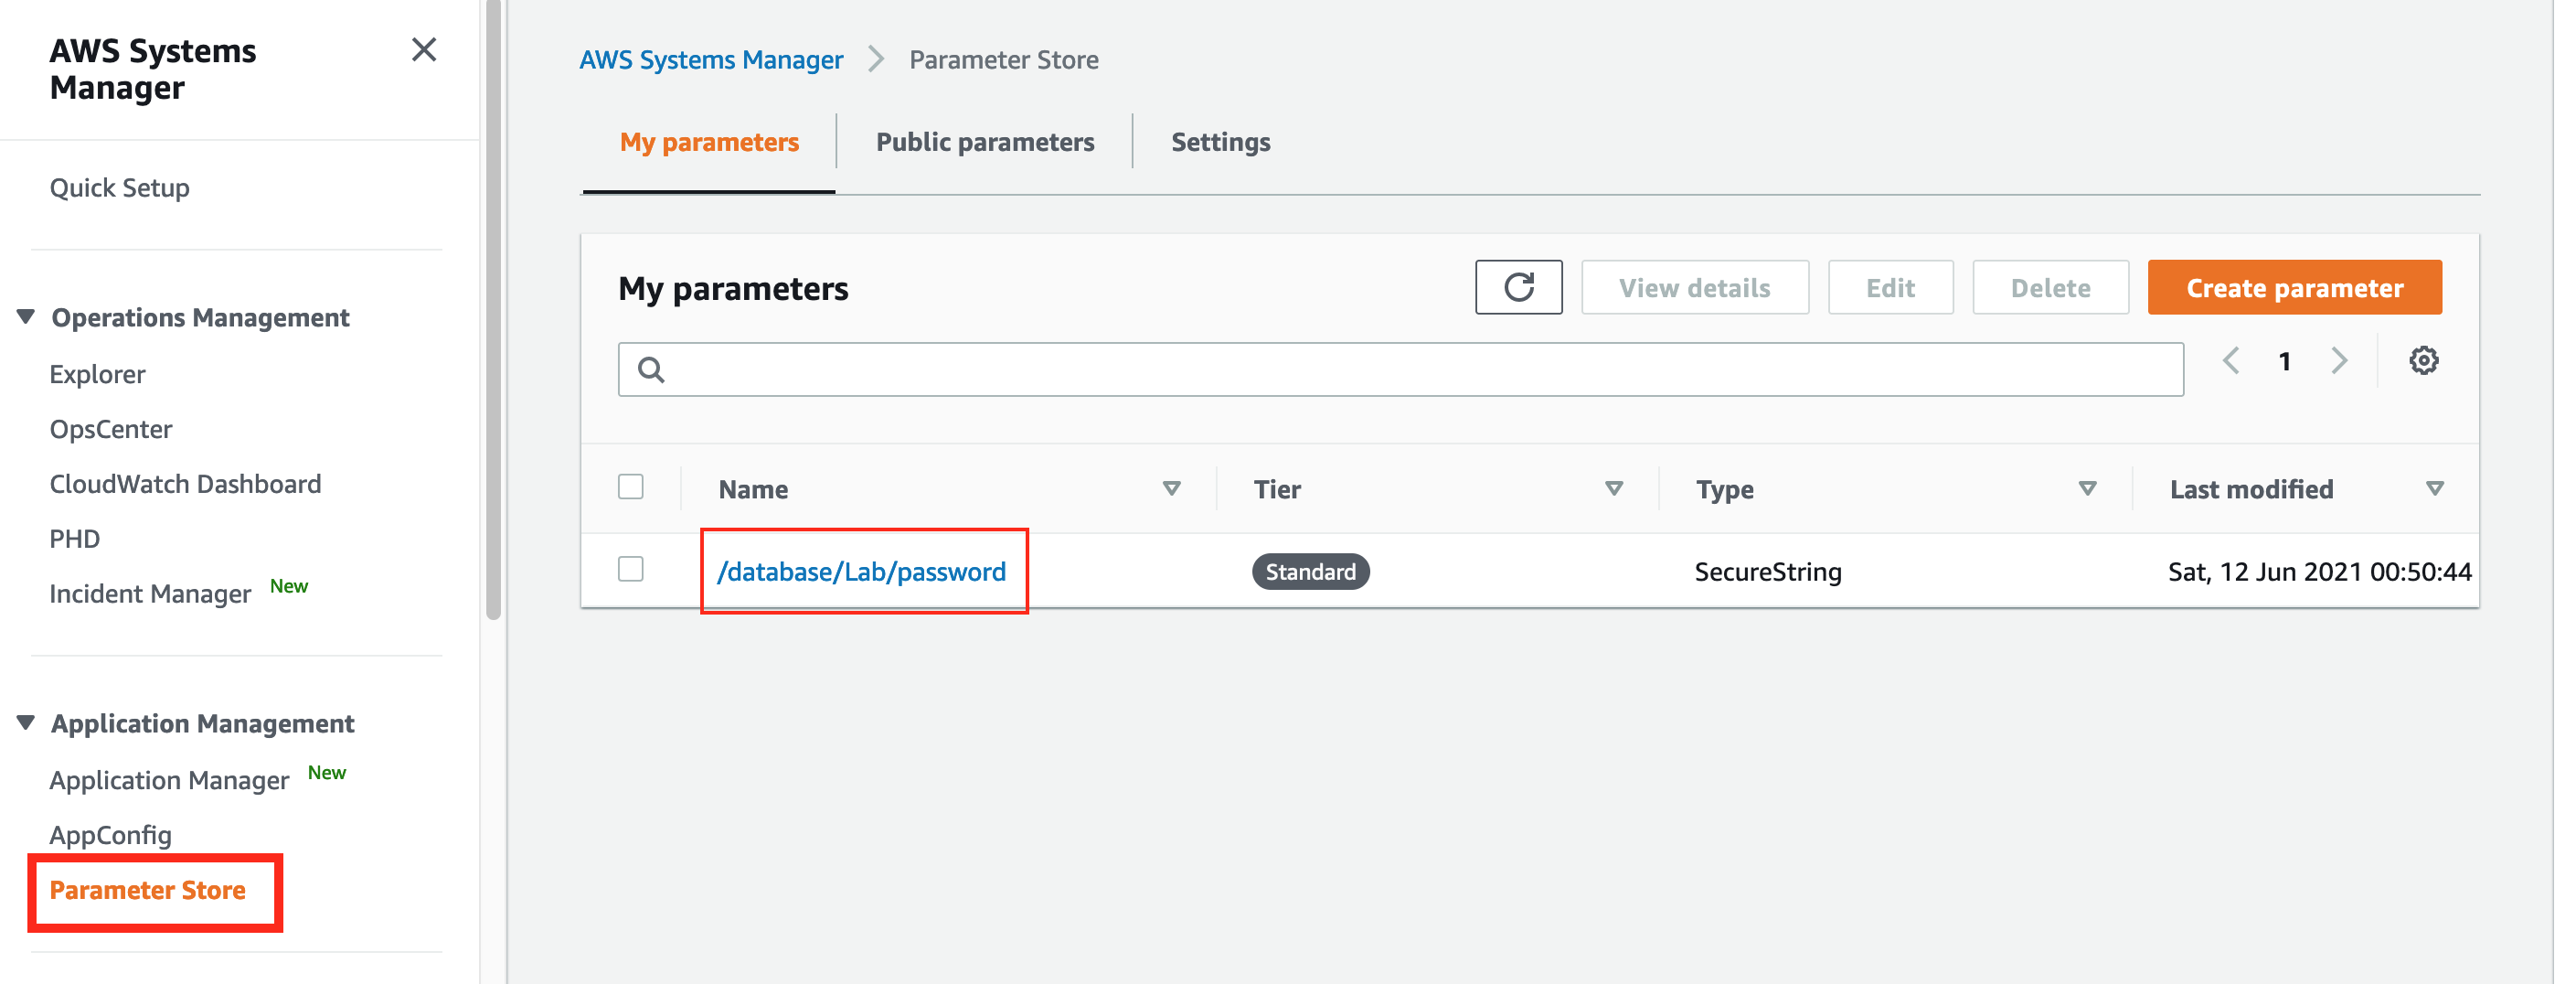 AWS Systems
Manager
Quick Setup
Operations Management
Explorer
OpsCenter
CloudWatch Dashboard
PHD
Incident Manager New
Application Management
Application Manager New
AppConfig
Parameter Store
AWS Systems Manager Parameter Store
My parameters Public parameters Settings
My parameters View details Edit Delete Create parameter
1
Name Tier Type Last modified
/database/Lab/password Standard SecureString Sat, 12 Jun 2021 00:50:44